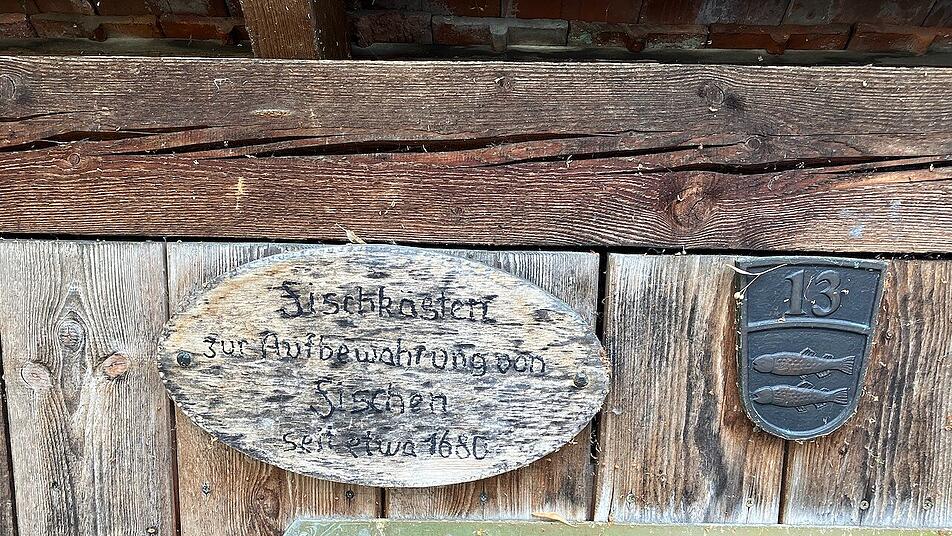 Fischkasten
zur Aufbewahrung von
Fischen
seit etwa 1680
13